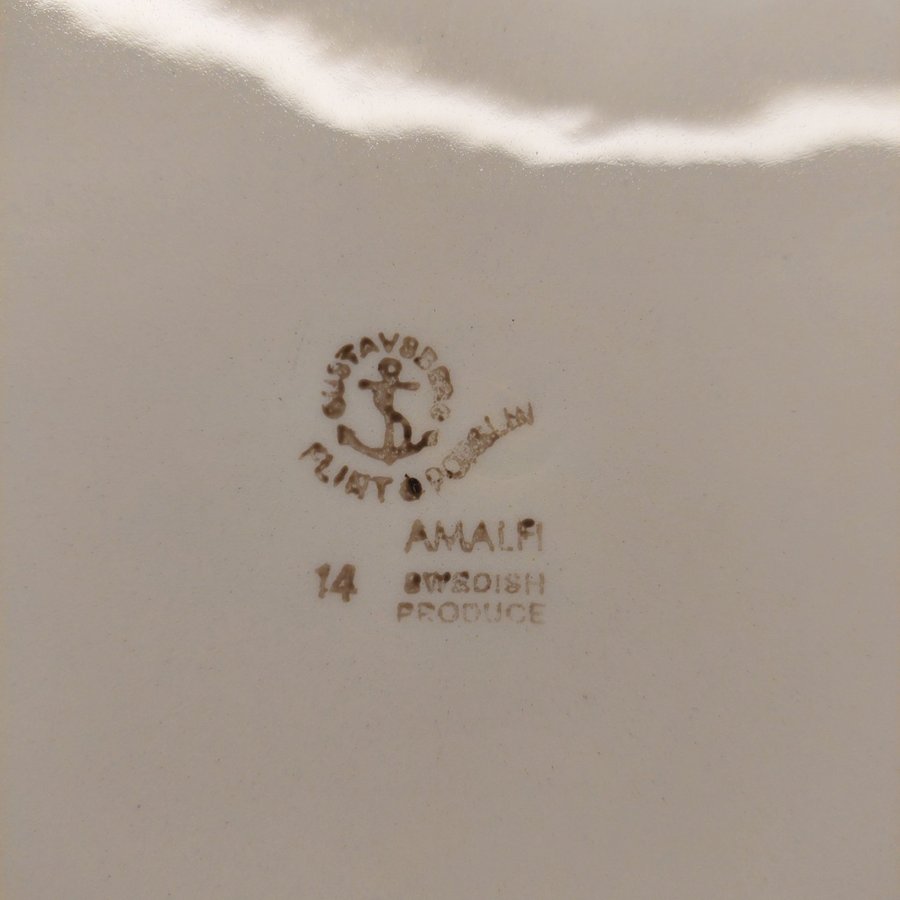 GUSTAVSBERG
FLINT & PORSLIN
AMALFI
14 SWEDISH
PRODUCE